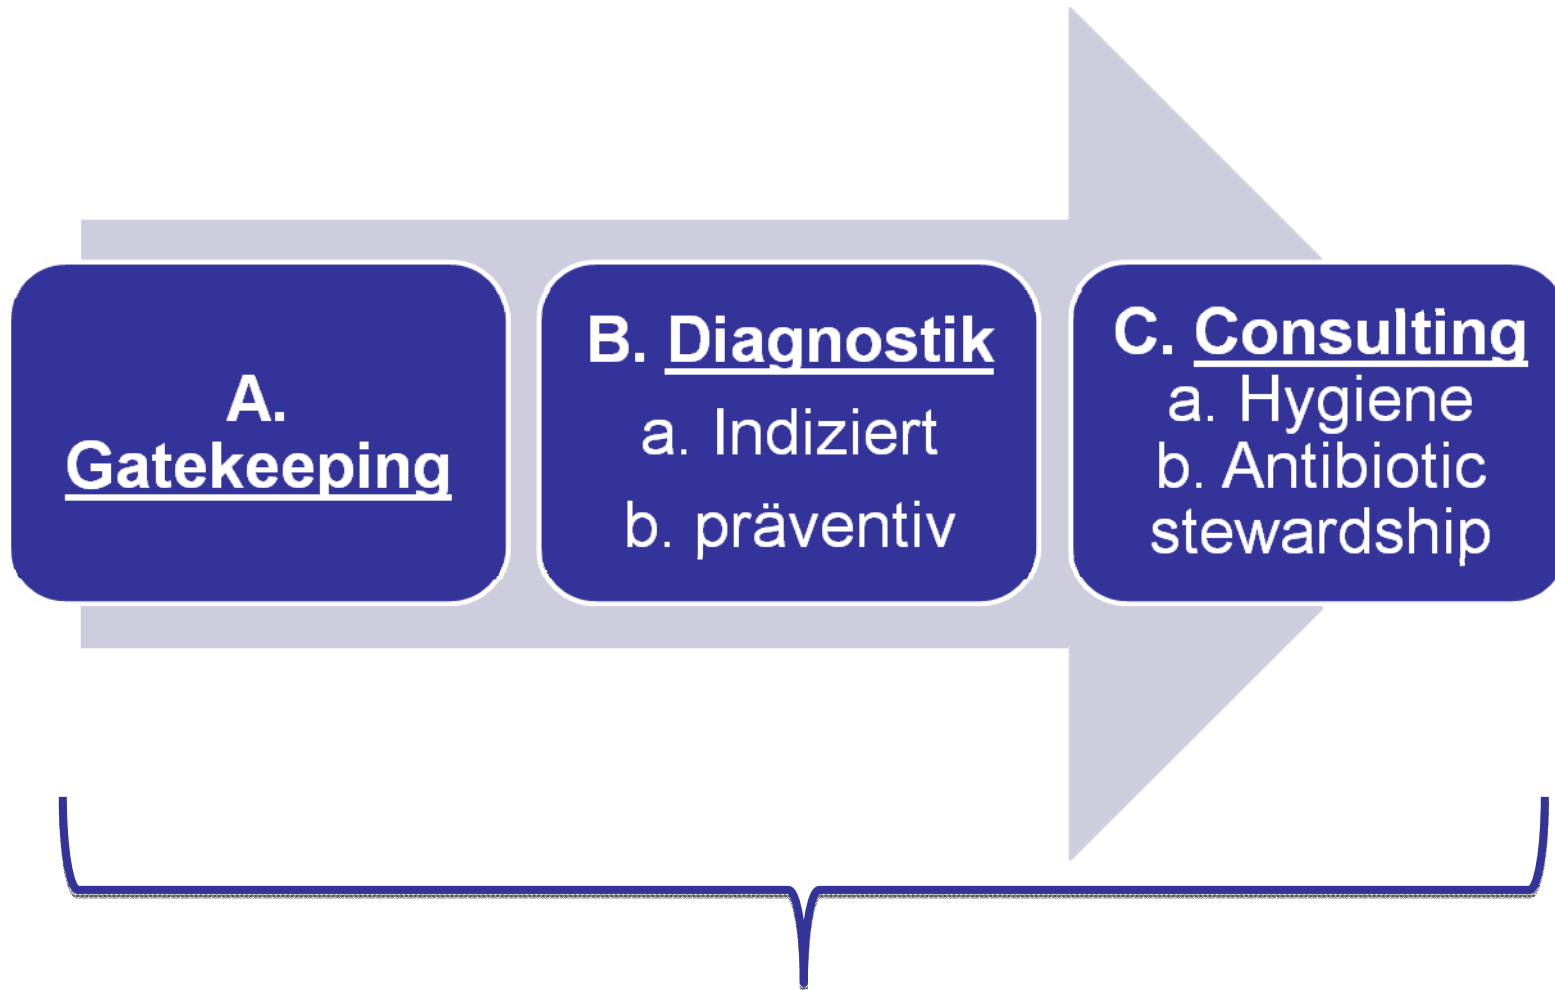 A.
Gatekeeping
B. Diagnostik
a. Indiziert
b. präventiv
C. Consulting
a. Hygiene
b. Antibiotic
stewardship